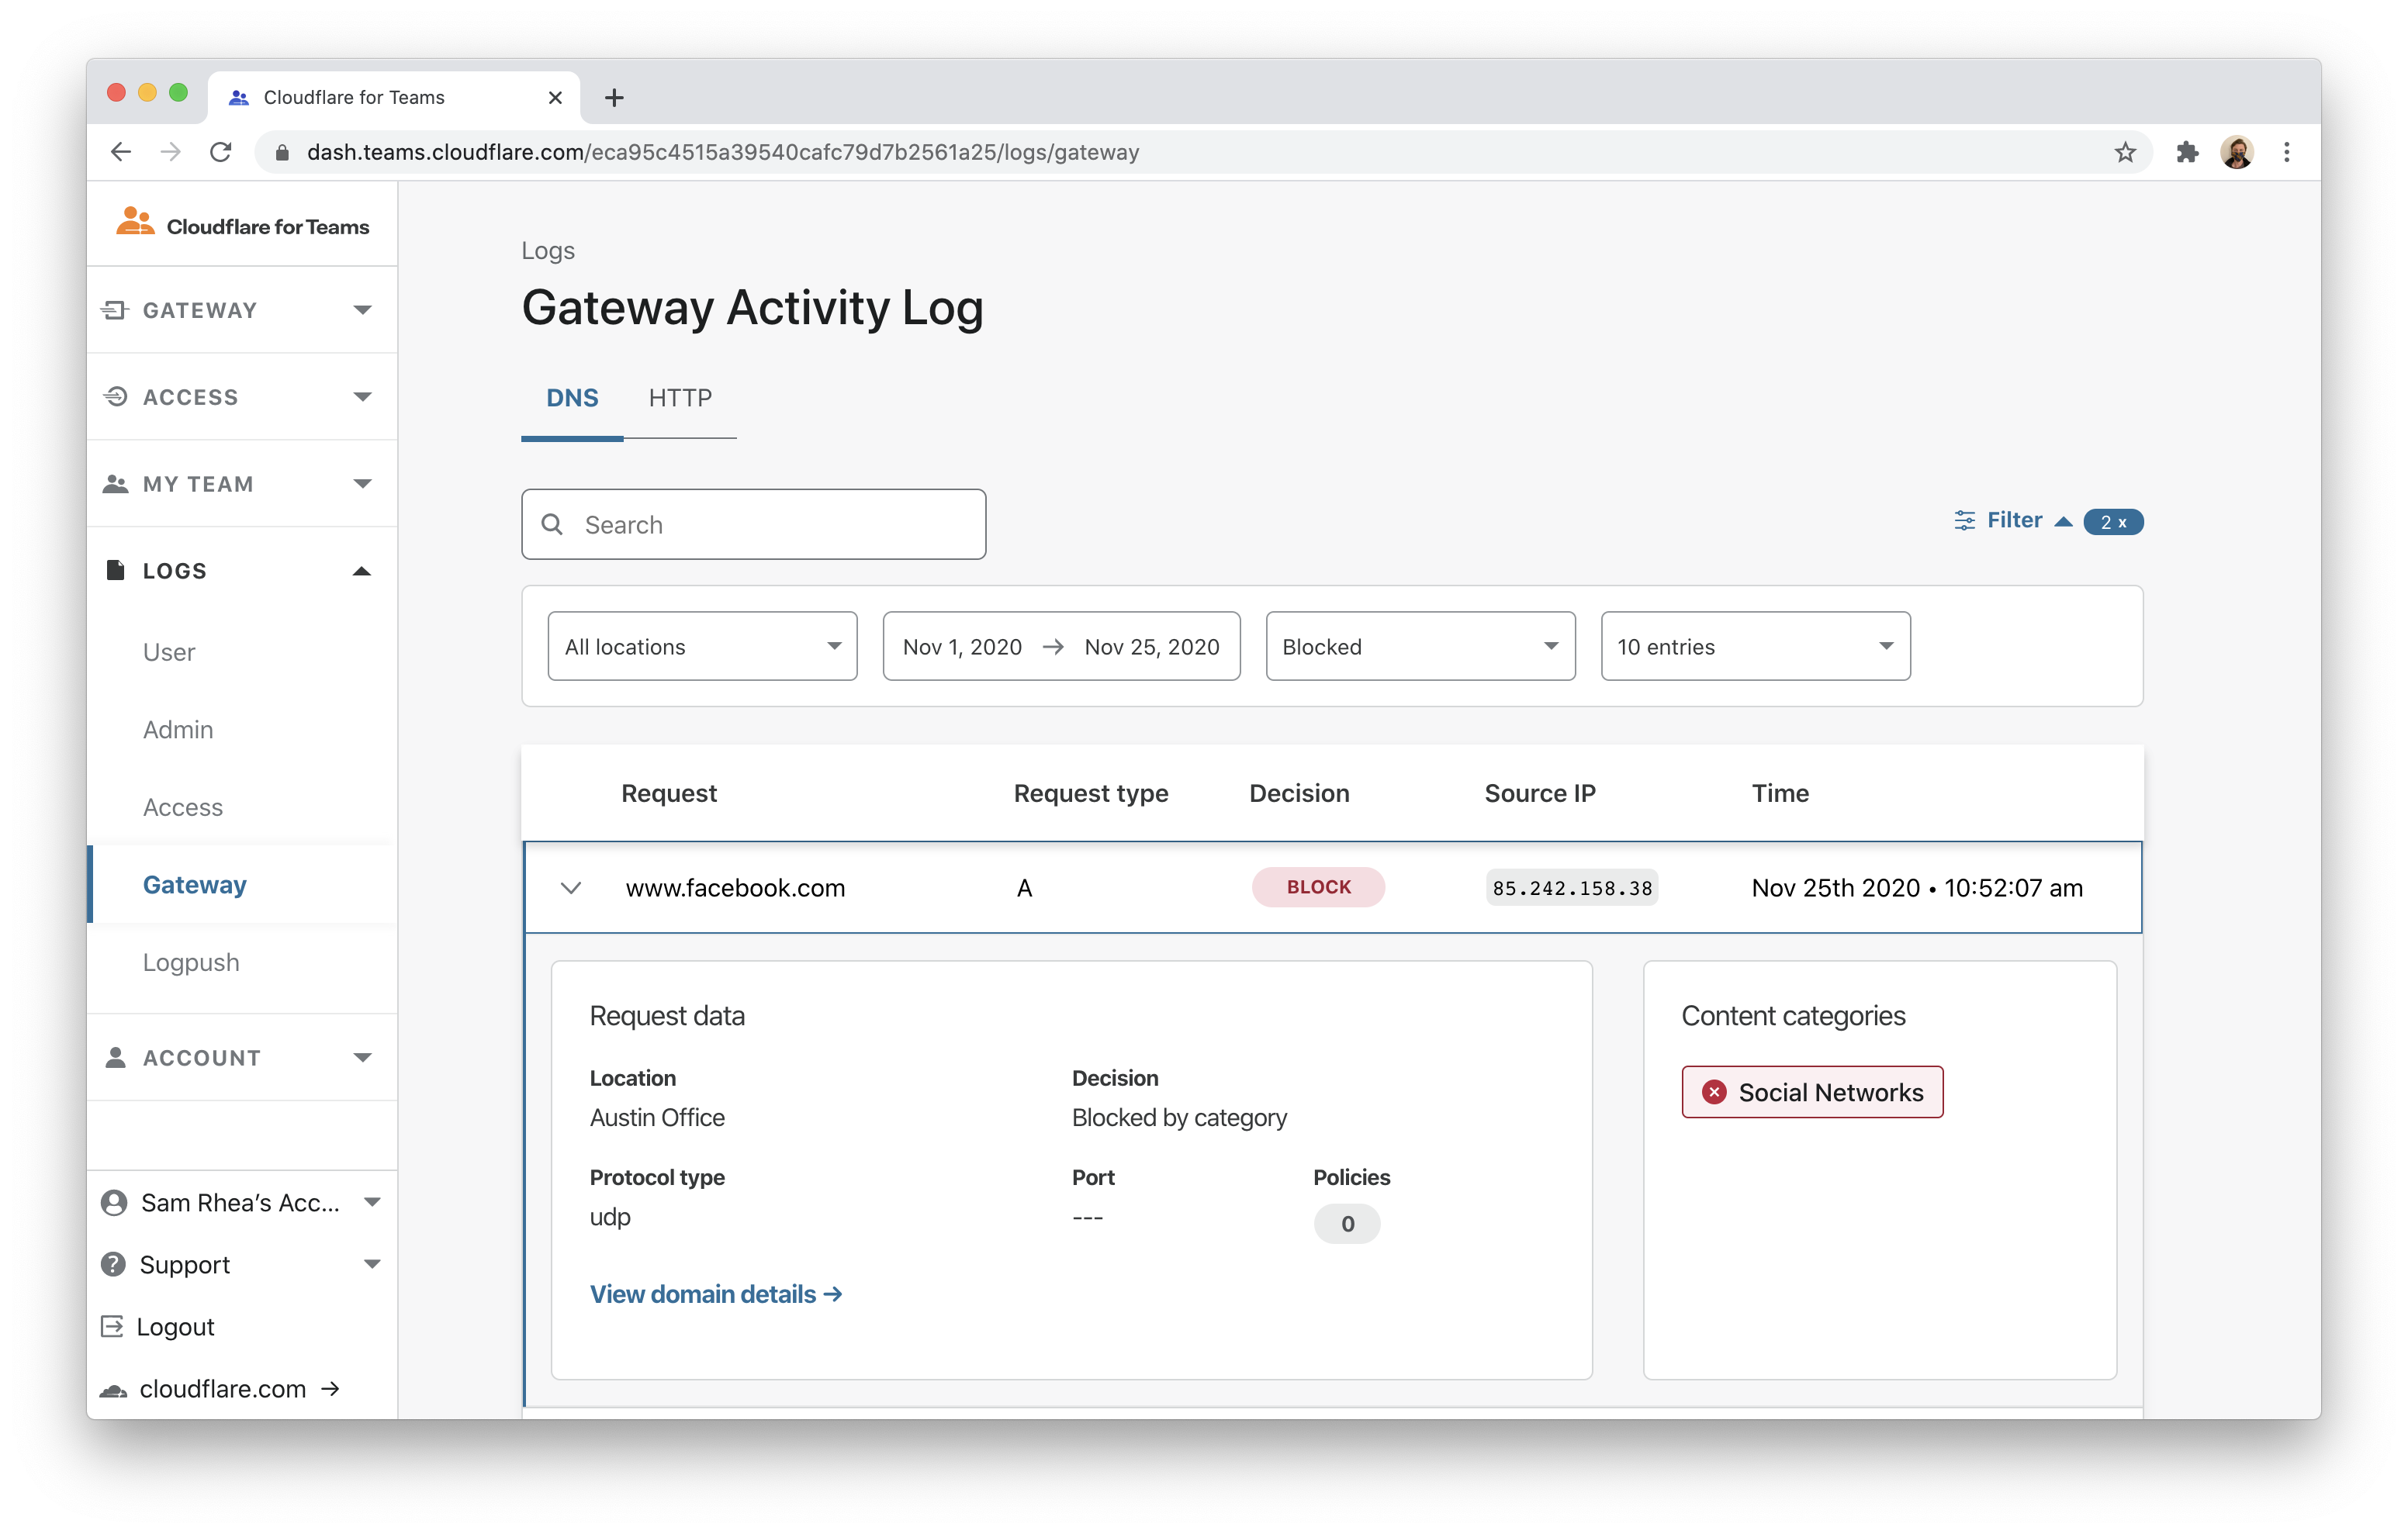 Cloudflare for Teams
dash.teams.cloudflare.com/eca95c4515a39540cafc79d7b2561a25/logs/gateway
Cloudflare for Teams
GATEWAY
ACCESS
MY TEAM
LOGS
User
Admin
Access
Gateway
Logpush
ACCOUNT
Sam Rhea’s Acc...
Support
Logout
cloudflare.com →
Logs
Gateway Activity Log
DNS HTTP
Search
Filter 2 x
All locations Nov 1, 2020 → Nov 25, 2020 Blocked 10 entries
Request Request type Decision Source IP Time
www.facebook.com A BLOCK 85.242.158.38 Nov 25th 2020 • 10:52:07 am
Request data
Location Decision
Austin Office Blocked by category
Protocol type Port Policies
udp --- 0
View domain details →
Content categories
Social Networks